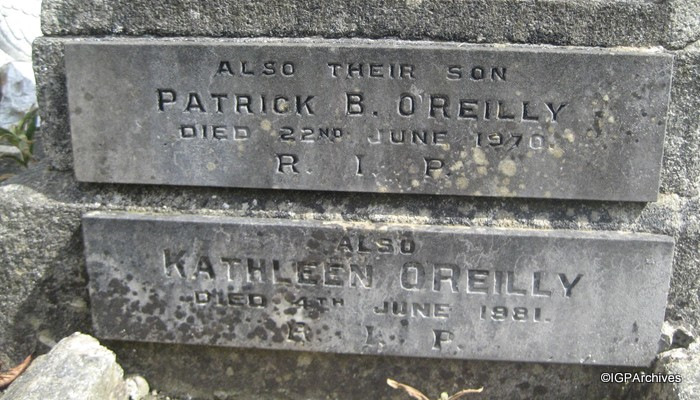 ALSO THEIR SON
PATRICK B. O'REILLY
DIED 22ND JUNE 1970.
R. I. P.
ALSO
KATHLEEN O'REILLY
DIED 4TH JUNE 1981.
R. I. P.
©IGPArchives